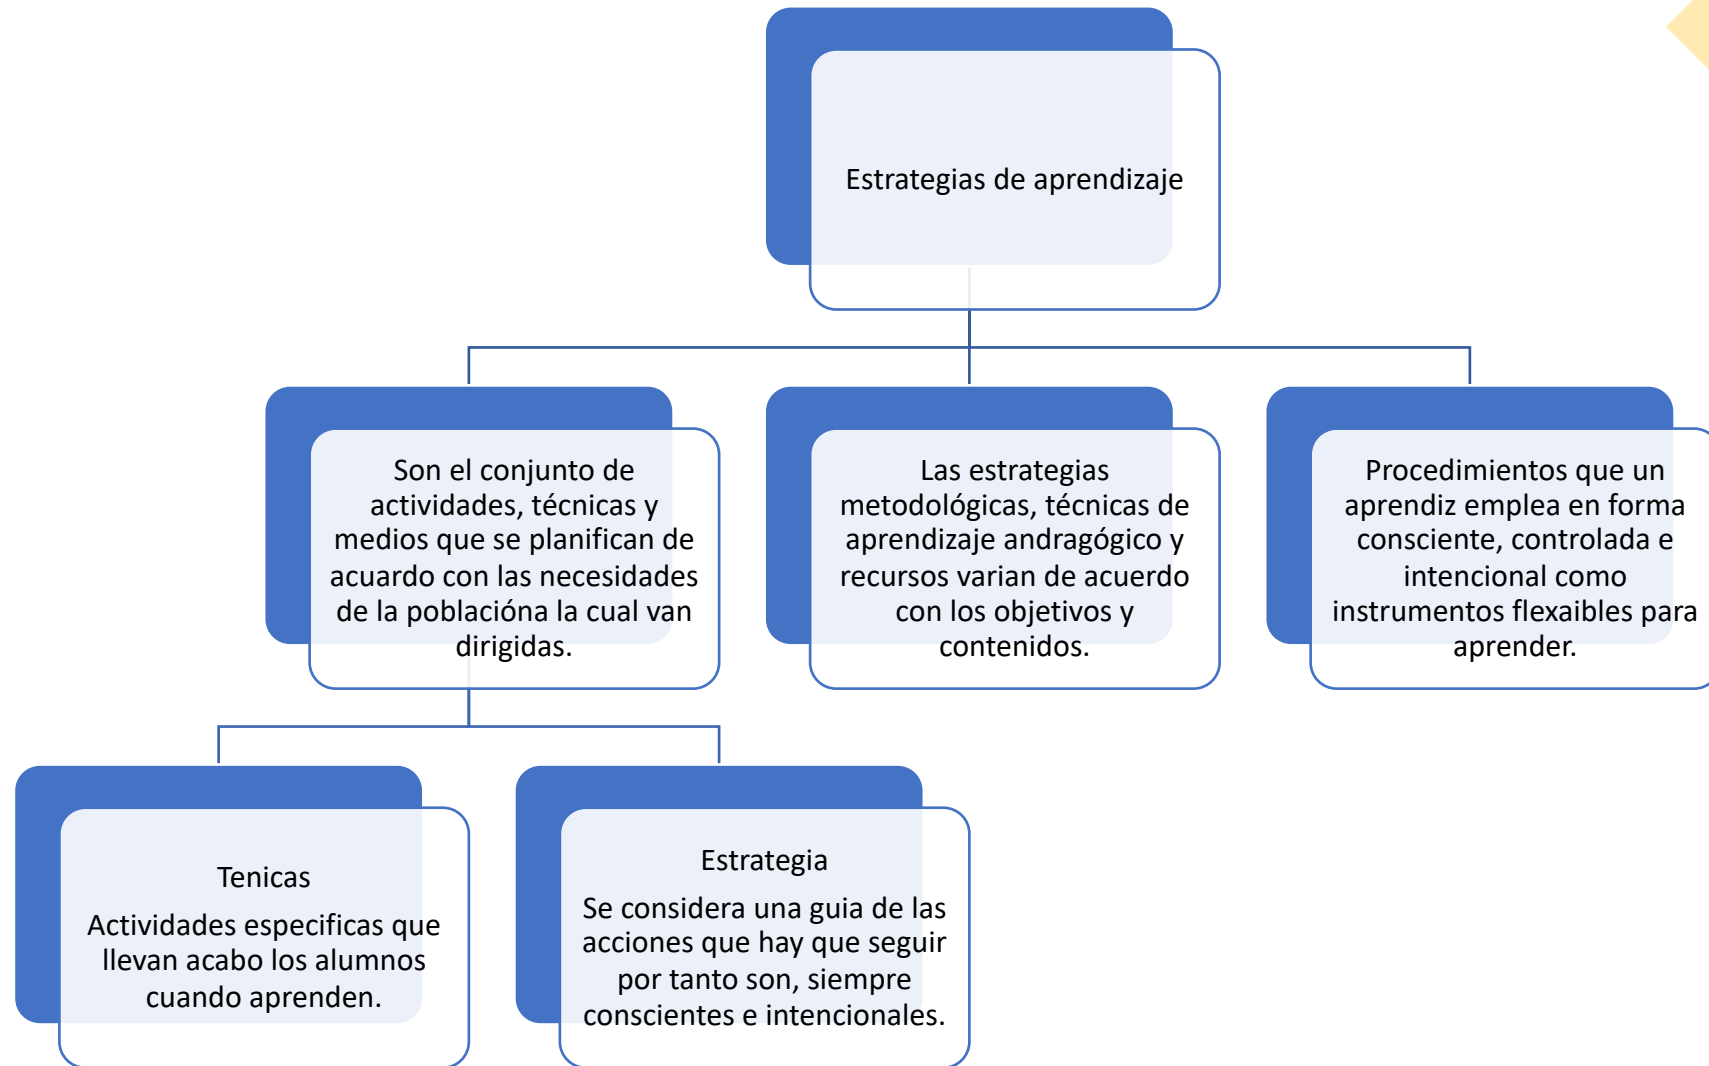 Estrategias de aprendizaje
Son el conjunto de
actividades, técnicas y
medios que se planifican de
acuardo con las necesidades
de la poblacióna la cual van
dirigidas.
Las estrategias
metodológicas, técnicas de
aprendizaje andragógico y
recursos varian de acuerdo
con los objetivos y
contenidos.
Procedimientos que un
aprendiz emplea en forma
consciente, controlada e
intencional como
instrumentos flexaibles para
aprender.
Tenicas
Actividades especificas que
llevan acabo los alumnos
cuando aprenden.
Estrategia
Se considera una guia de las
acciones que hay que seguir
por tanto son, siempre
conscientes e intencionales.